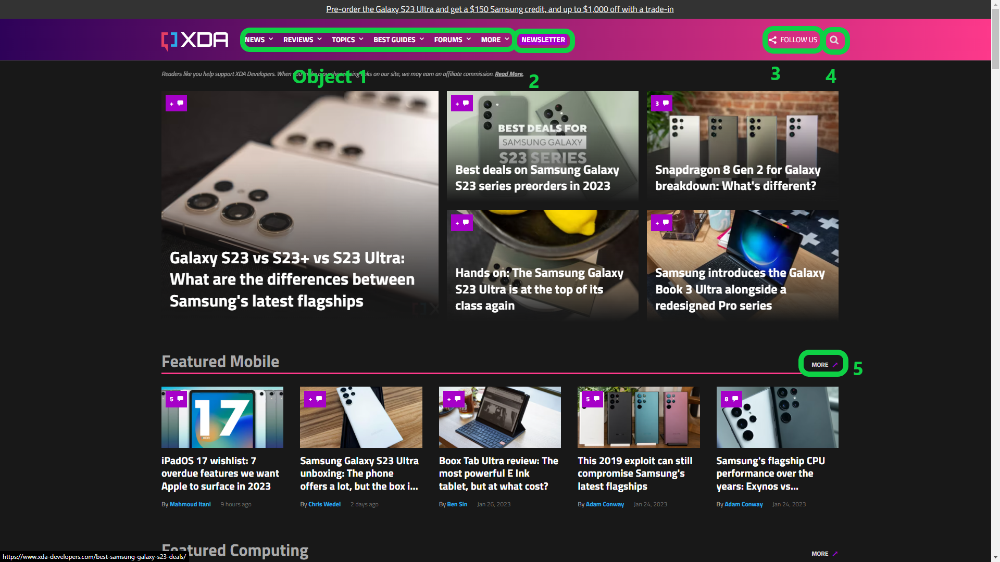 Pre-order the Galaxy S23 Ultra and get a $150 Samsung credit, and up to $1,000 off with a trade-in
XDA
NEWS
REVIEWS
TOPICS
BEST GUIDES
FORUMS
MORE
NEWSLETTER
FOLLOW US
Readers like you help support XDA Developers. When you make a purchase using links on our site, we may earn an affiliate commission. Read More.
Object 1
2
3
4
+
Galaxy S23 vs S23+ vs S23 Ultra:
What are the differences between
Samsung's latest flagships
+
BEST DEALS FOR
SAMSUNG GALAXY
S23 SERIES
Best deals on Samsung Galaxy
S23 series preorders in 2023
3
Snapdragon 8 Gen 2 for Galaxy
breakdown: What's different?
+
Hands on: The Samsung Galaxy
S23 Ultra is at the top of its
class again
+
Samsung introduces the Galaxy
Book 3 Ultra alongside a
redesigned Pro series
Featured Mobile
MORE
5
5
17
XDA
iPadOS 17 wishlist: 7
overdue features we want
Apple to surface in 2023
By Mahmoud Itani 9 hours ago
+
Samsung Galaxy S23 Ultra
unboxing: The phone
offers a lot, but the box i...
By Chris Wedel 2 days ago
+
Boox Tab Ultra review: The
most powerful E Ink
tablet, but at what cost?
By Ben Sin Jan 26, 2023
5
This 2019 exploit can still
compromise Samsung's
latest flagships
By Adam Conway Jan 24, 2023
8
Samsung's flagship CPU
performance over the
years: Exynos vs...
By Adam Conway Jan 24, 2023
Featured Computing
MORE
https://www.xda-developers.com/best-samsung-galaxy-s23-deals/